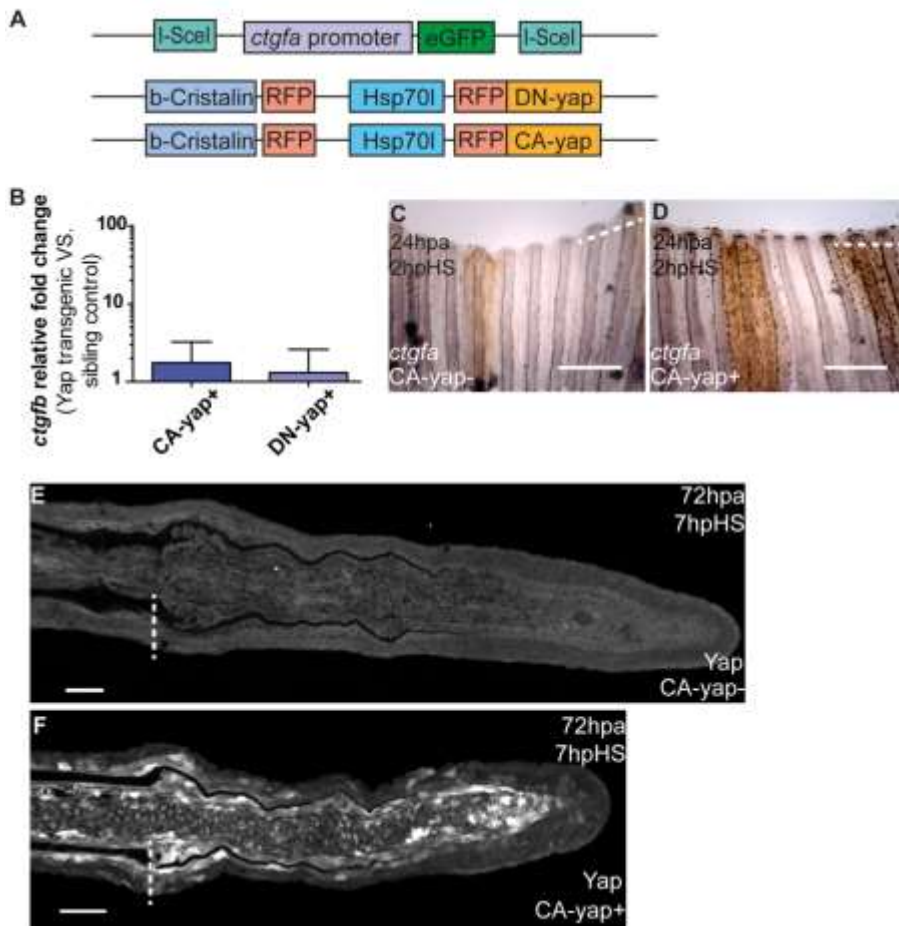 A
I-SceI ctgfa promoter eGFP I-SceI
b-Cristalin RFP Hsp70l RFP DN-yap
b-Cristalin RFP Hsp70l RFP CA-yap
B
ctgfb relative fold change
(Yap transgenic VS.
sibling control)
100
10
1
CA-yap+
DN-yap+
C
24hpa
2hpHS
ctgfa
CA-yap-
D
24hpa
2hpHS
ctgfa
CA-yap+
E
72hpa
7hpHS
Yap
CA-yap-
F
72hpa
7hpHS
Yap
CA-yap+